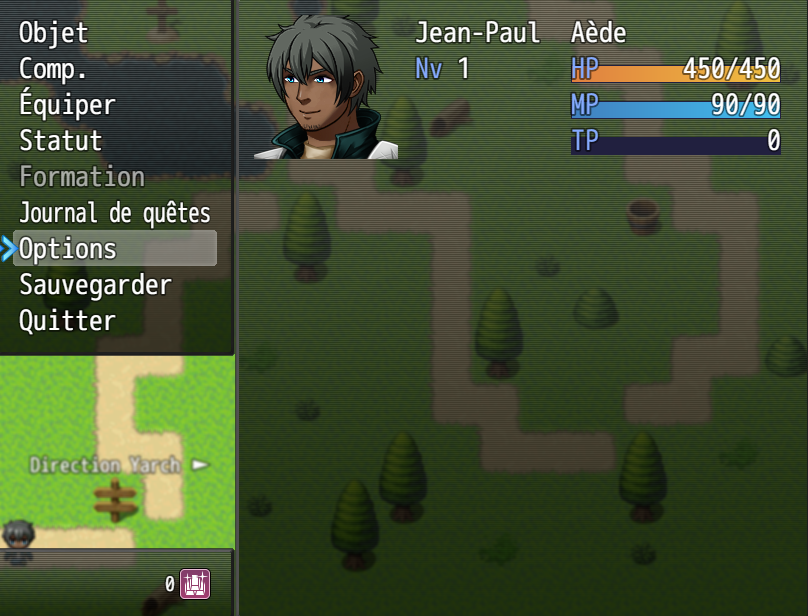 Objet
Comp.
Équiper
Statut
Formation
Journal de quêtes
Options
Sauvegarder
Quitter
Jean-Paul Aède
Nv 1
HP 450/450
MP 90/90
TP 0
Direction Yarch ►
0